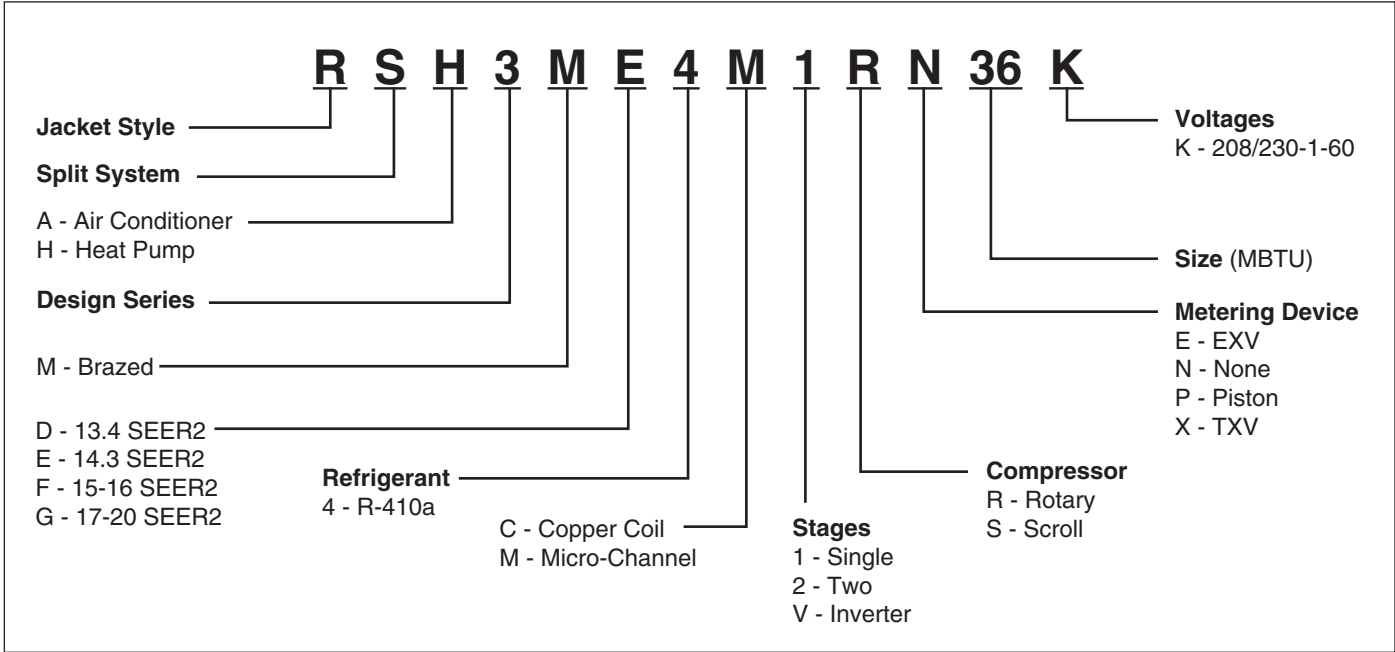 R S H 3 M E 4 M 1 R N 36 K
Jacket Style
Split System
A - Air Conditioner
H - Heat Pump
Design Series
M - Brazed
D - 13.4 SEER2
E - 14.3 SEER2
F - 15-16 SEER2
G - 17-20 SEER2
Refrigerant
4 - R-410a
C - Copper Coil
M - Micro-Channel
Stages
1 - Single
2 - Two
V - Inverter
Compressor
R - Rotary
S - Scroll
Metering Device
E - EXV
N - None
P - Piston
X - TXV
Size (MBTU)
Voltages
K - 208/230-1-60